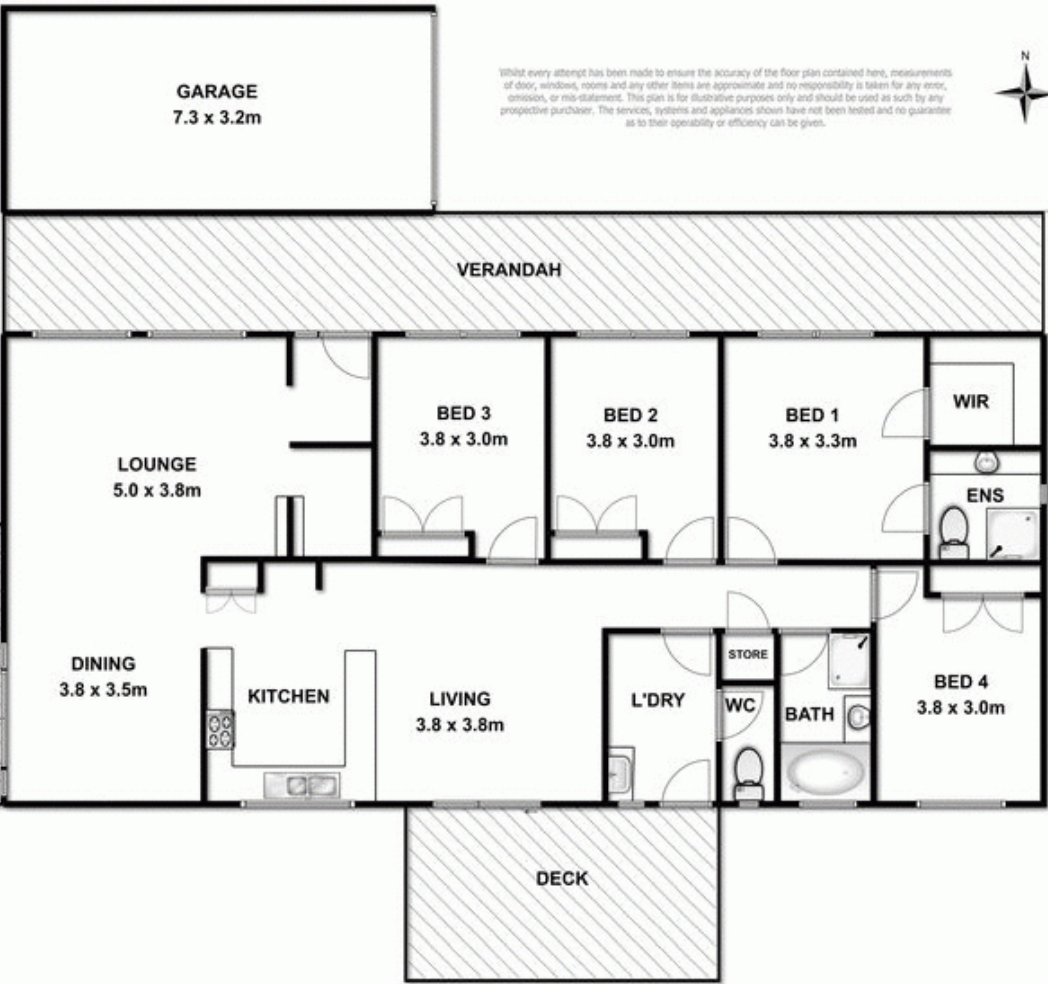 GARAGE
7.3 x 3.2m
Whilst every attempt has been made to ensure the accuracy of the floor plan contained here, measurements
of door, windows, rooms and any other items are approximate and no responsibility is taken for any error,
omission, or mis-statement. This plan is for illustrative purposes only and should be used as such by any
prospective purchaser. The services, systems and appliances shown have not been tested and no guarantee
as to their operability or efficiency can be given.
N
VERANDAH
LOUNGE
5.0 x 3.8m
BED 3
3.8 x 3.0m
BED 2
3.8 x 3.0m
BED 1
3.8 x 3.3m
WIR
ENS
DINING
3.8 x 3.5m
KITCHEN
LIVING
3.8 x 3.8m
L'DRY
STORE
WC
BATH
BED 4
3.8 x 3.0m
DECK